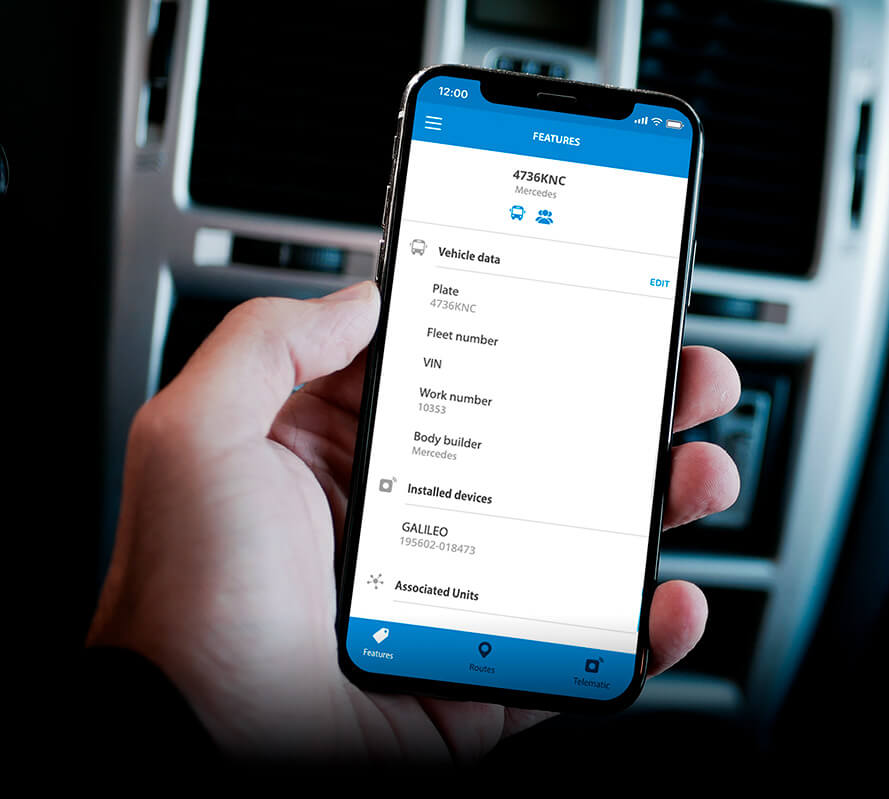 12:00
FEATURES
4736KNC
Mercedes
Vehicle data
EDIT
Plate
4736KNC
Fleet number
VIN
Work number
10353
Body builder
Mercedes
Installed devices
GALILEO
195602-018473
Associated Units
Features
Routes
Telematic